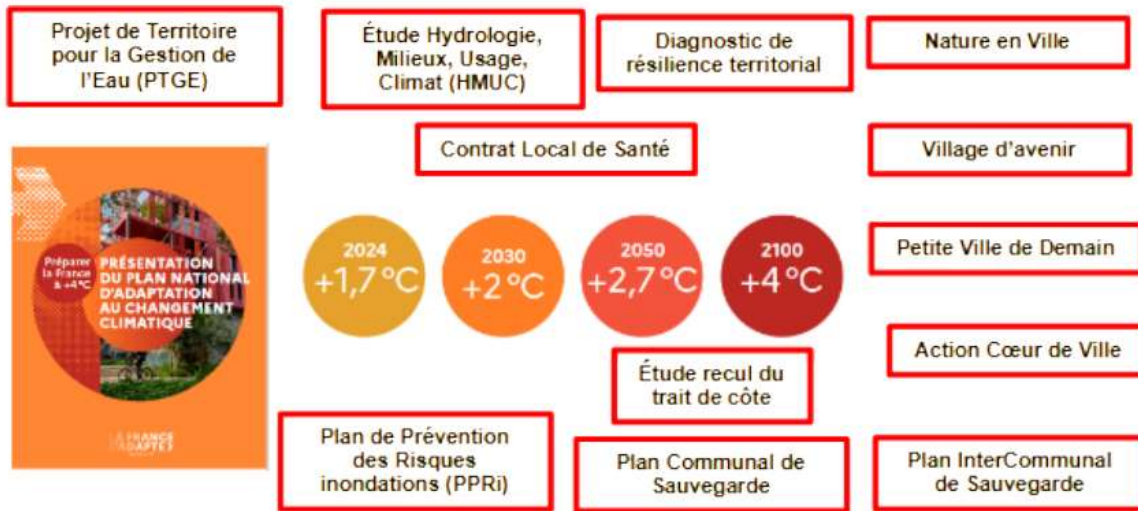 Projet de Territoire
pour la Gestion de
l'Eau (PTGE)
Étude Hydrologie,
Milieux, Usage,
Climat (HMUC)
Diagnostic de
résilience territorial
Nature en Ville
Contrat Local de Santé
Village d'avenir
Préparer
la France
à +4°C
PRÉSENTATION
DU PLAN NATIONAL
D'ADAPTATION
AU CHANGEMENT
CLIMATIQUE
2024
+1,7°C
2030
+2°C
2050
+2,7°C
2100
+4°C
Petite Ville de Demain
Action Cœur de Ville
Étude recul du
trait de côte
Plan de Prévention
des Risques
inondations (PPRi)
Plan Communal de
Sauvegarde
Plan InterCommunal
de Sauvegarde